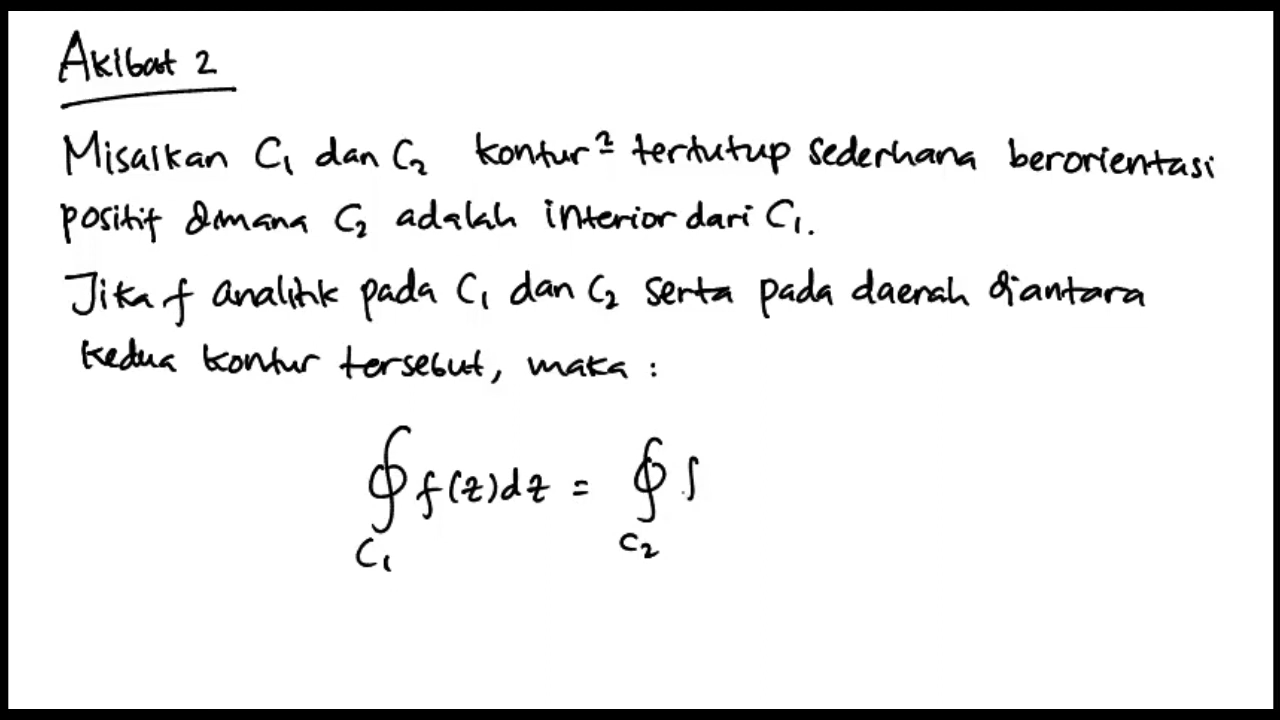 Akibat 2
Misalkan C₁ dan C₂ kontur² tertutup sederhana berorientasi
positif dimana C₂ adalah interior dari C₁.
Jika f analitik pada C₁ dan C₂ serta pada daerah diantara
kedua kontur tersebut, maka :
∮ f(z)dz = ∮ ∫
C₁ C₂